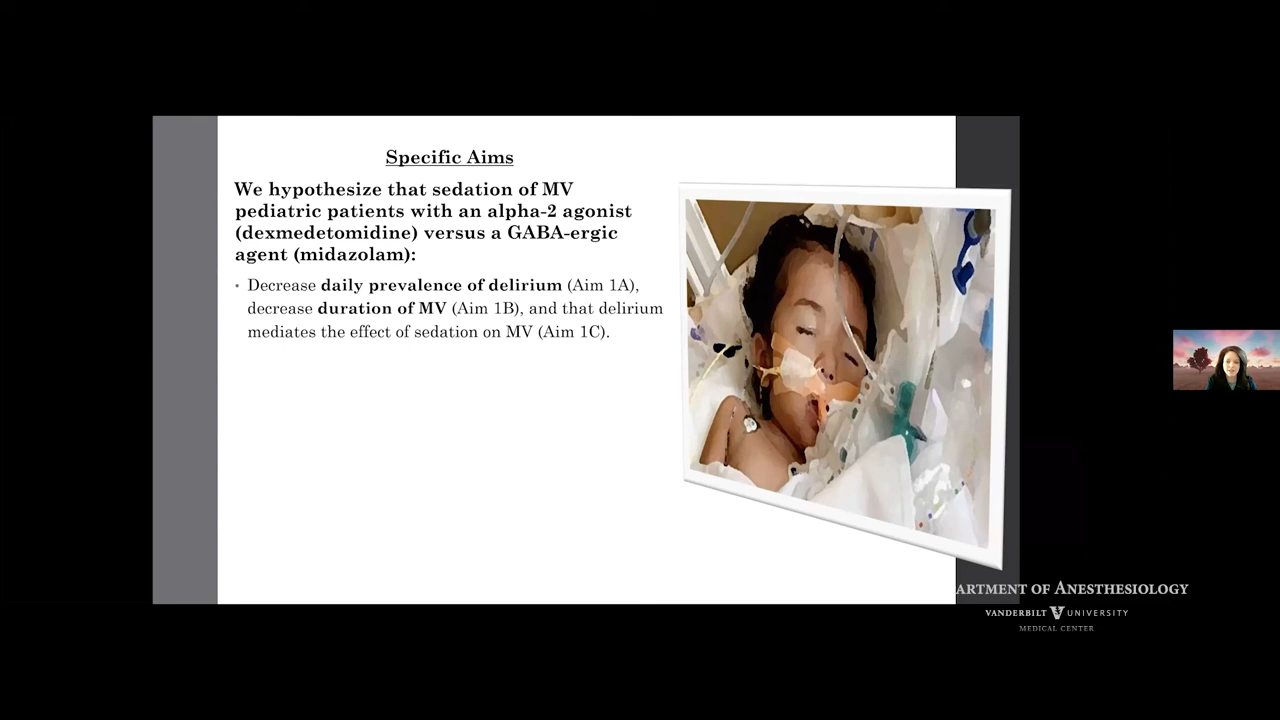 Specific Aims
We hypothesize that sedation of MV
pediatric patients with an alpha-2 agonist
(dexmedetomidine) versus a GABA-ergic
agent (midazolam):
• Decrease daily prevalence of delirium (Aim 1A),
decrease duration of MV (Aim 1B), and that delirium
mediates the effect of sedation on MV (Aim 1C).
ARTMENT OF ANESTHESIOLOGY
VANDERBILT UNIVERSITY
MEDICAL CENTER